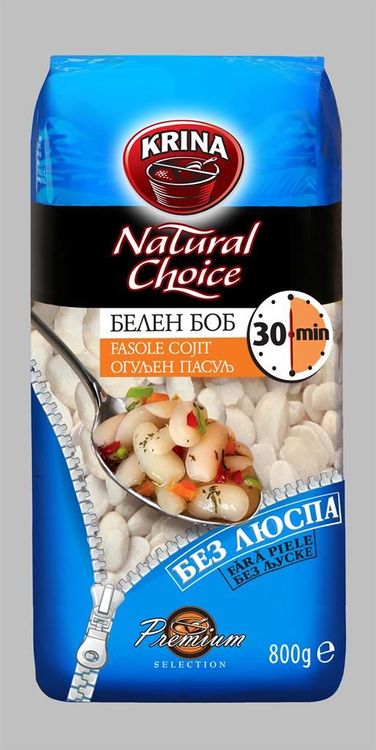 KRINA
Natural
Choice
БЕЛЕН БОБ
FASOLE COJIT
ОГУЉЕН ПАСУЉ
30 min
БЕЗ ЛЮСПА
FARA PIELE
БЕЗ ЉУСКЕ
Premium
SELECTION
800g e